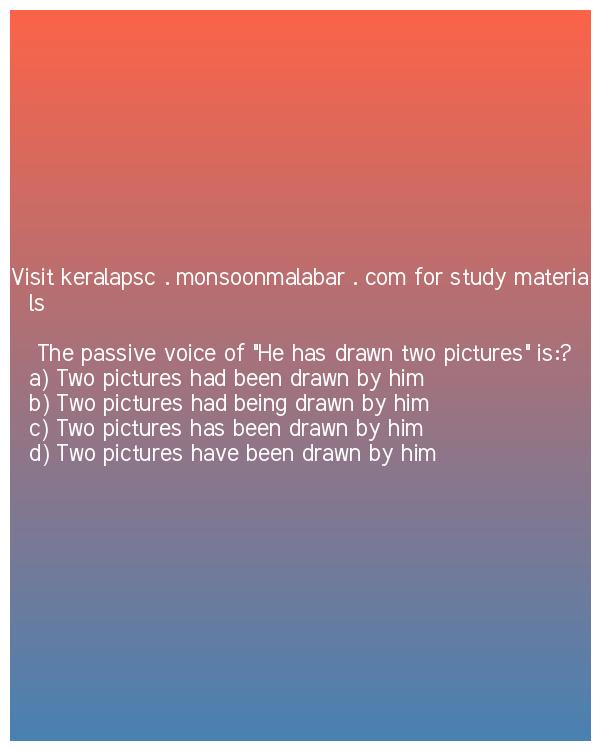 Visit keralapsc . monsoonmalabar . com for study materia
ls
The passive voice of "He has drawn two pictures" is:?
a) Two pictures had been drawn by him
b) Two pictures had being drawn by him
c) Two pictures has been drawn by him
d) Two pictures have been drawn by him